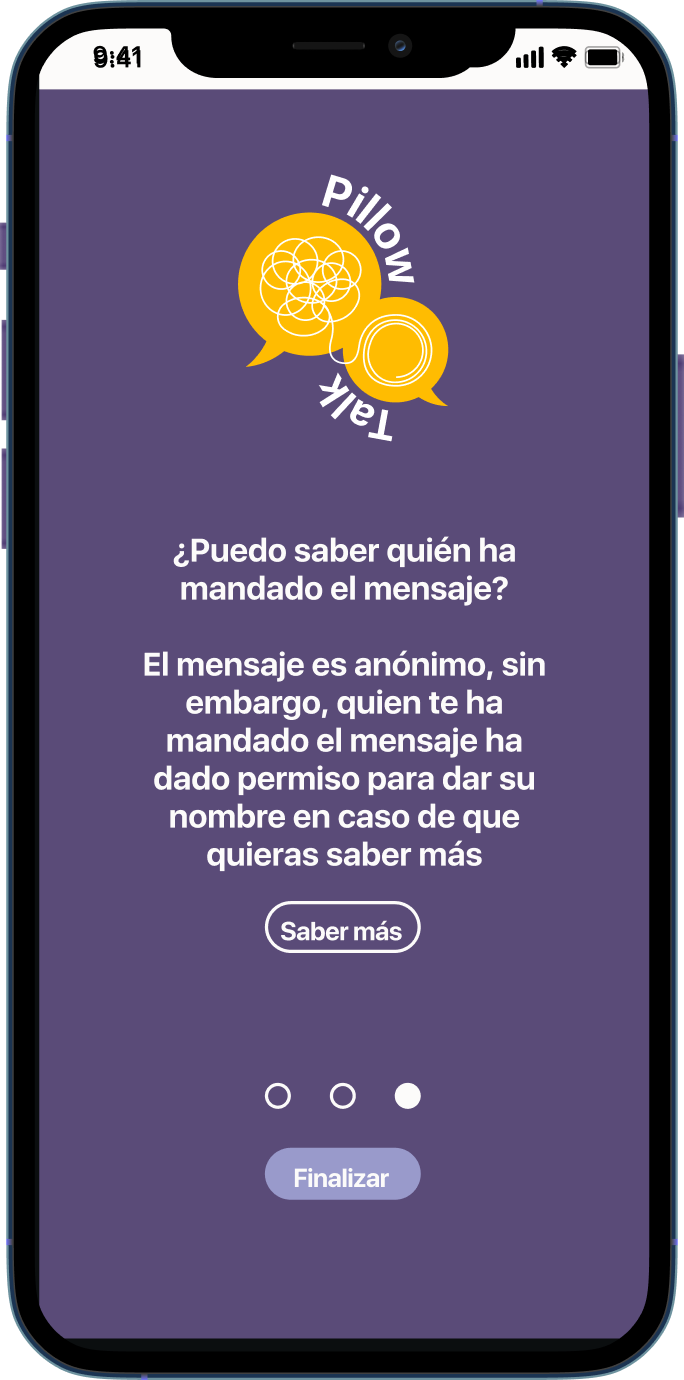 9:41
Pillow
Talk
¿Puedo saber quién ha
mandado el mensaje?
El mensaje es anónimo, sin
embargo, quien te ha
mandado el mensaje ha
dado permiso para dar su
nombre en caso de que
quieras saber más
Saber más
Finalizar